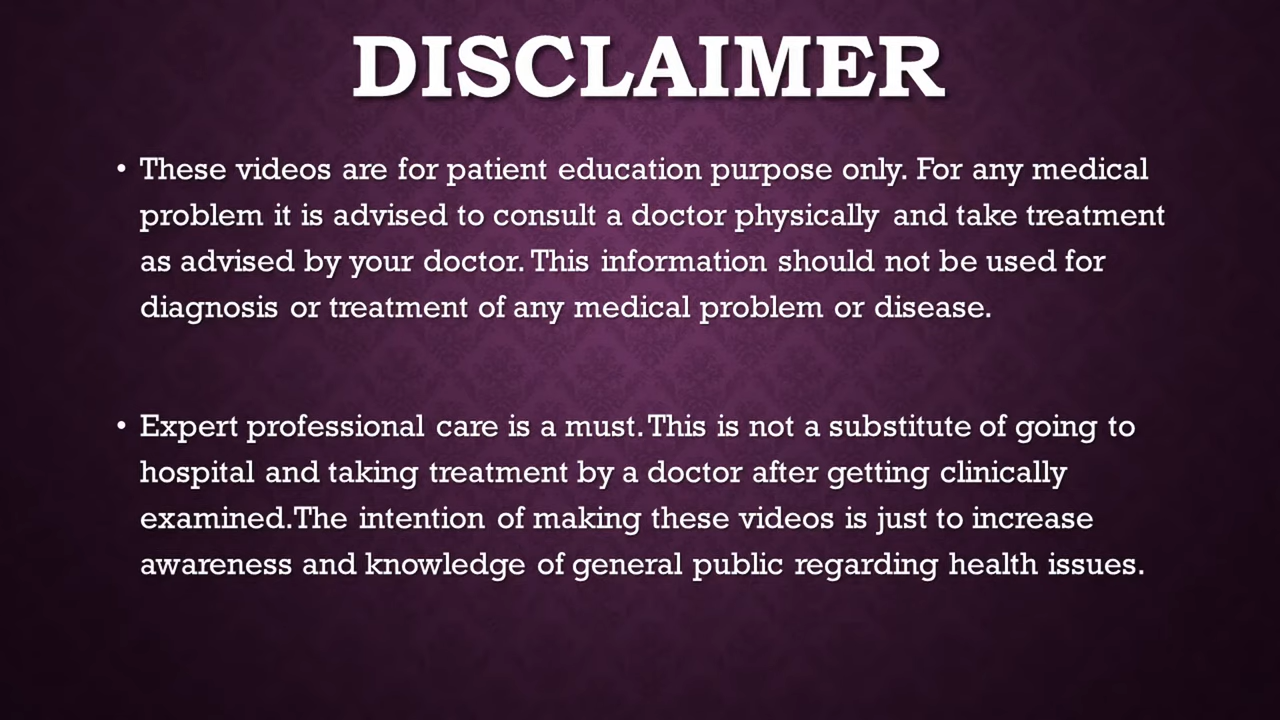 DISCLAIMER
• These videos are for patient education purpose only. For any medical
problem it is advised to consult a doctor physically and take treatment
as advised by your doctor. This information should not be used for
diagnosis or treatment of any medical problem or disease.
• Expert professional care is a must. This is not a substitute of going to
hospital and taking treatment by a doctor after getting clinically
examined.The intention of making these videos is just to increase
awareness and knowledge of general public regarding health issues.